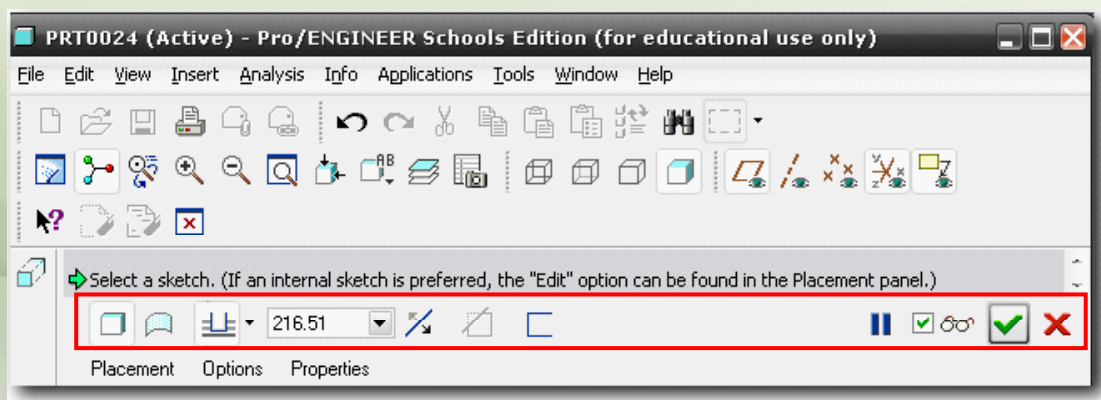 PRT0024 (Active) - Pro/ENGINEER Schools Edition (for educational use only)
File Edit View Insert Analysis Info Applications Tools Window Help
Select a sketch. (If an internal sketch is preferred, the "Edit" option can be found in the Placement panel.)
216.51
Placement Options Properties